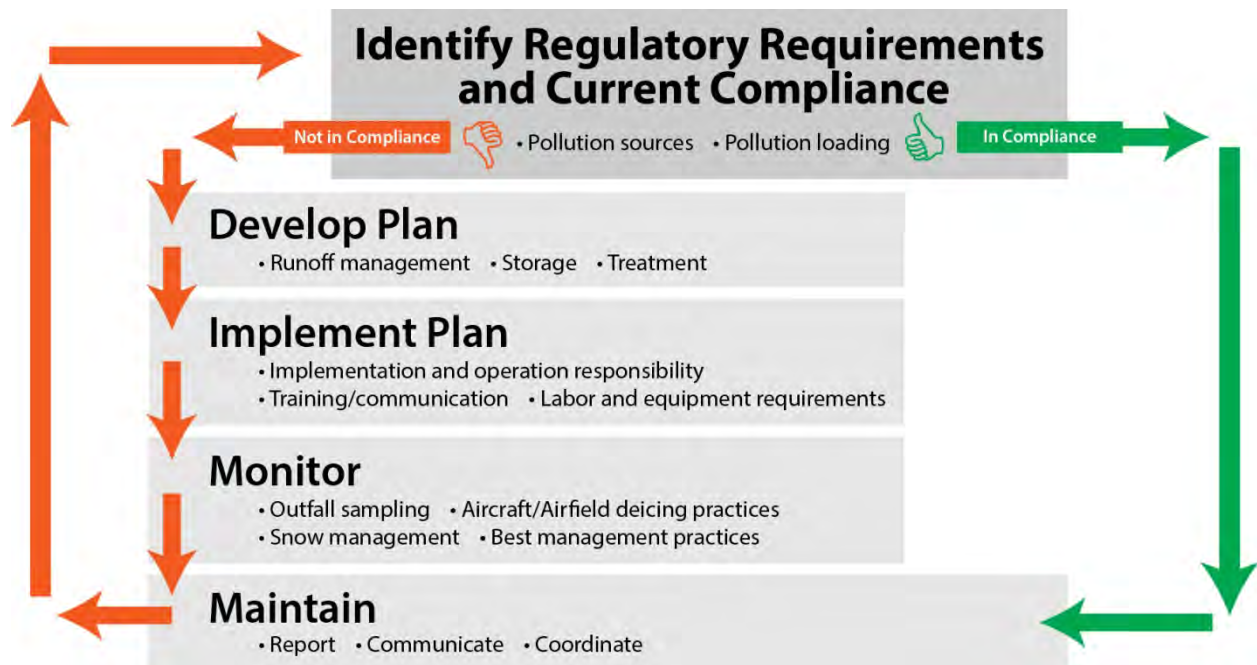 Identify Regulatory Requirements
and Current Compliance
Not in Compliance
• Pollution sources • Pollution loading
In Compliance
Develop Plan
• Runoff management • Storage • Treatment
Implement Plan
• Implementation and operation responsibility
• Training/communication • Labor and equipment requirements
Monitor
• Outfall sampling • Aircraft/Airfield deicing practices
• Snow management • Best management practices
Maintain
• Report • Communicate • Coordinate